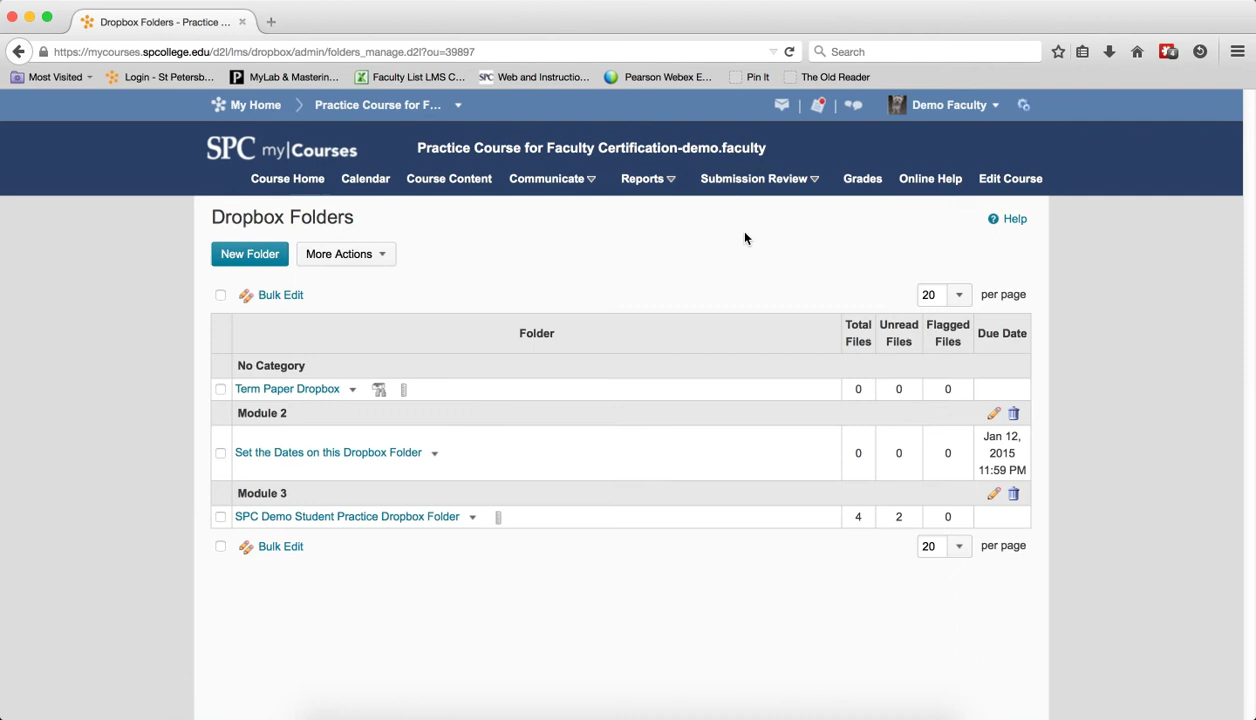 Dropbox Folders - Practice ...
https://mycourses.spcollege.edu/d2l/lms/dropbox/admin/folders_manage.d2l?ou=39897
Search
Most Visited
Login - St Petersb...
MyLab & Masterin...
Faculty List LMS C...
SPC Web and Instructio...
Pearson Webex E...
Pin It
The Old Reader
My Home
Practice Course for F...
Demo Faculty
SPC my|Courses
Practice Course for Faculty Certification-demo.faculty
Course Home
Calendar
Course Content
Communicate
Reports
Submission Review
Grades
Online Help
Edit Course
Dropbox Folders
Help
New Folder
More Actions
Bulk Edit
20 per page
Folder
Total Files
Unread Files
Flagged Files
Due Date
No Category
Term Paper Dropbox 0 0 0
Module 2
Set the Dates on this Dropbox Folder 0 0 0
Jan 12,
2015
11:59 PM
Module 3
SPC Demo Student Practice Dropbox Folder 4 2 0
Bulk Edit
20 per page